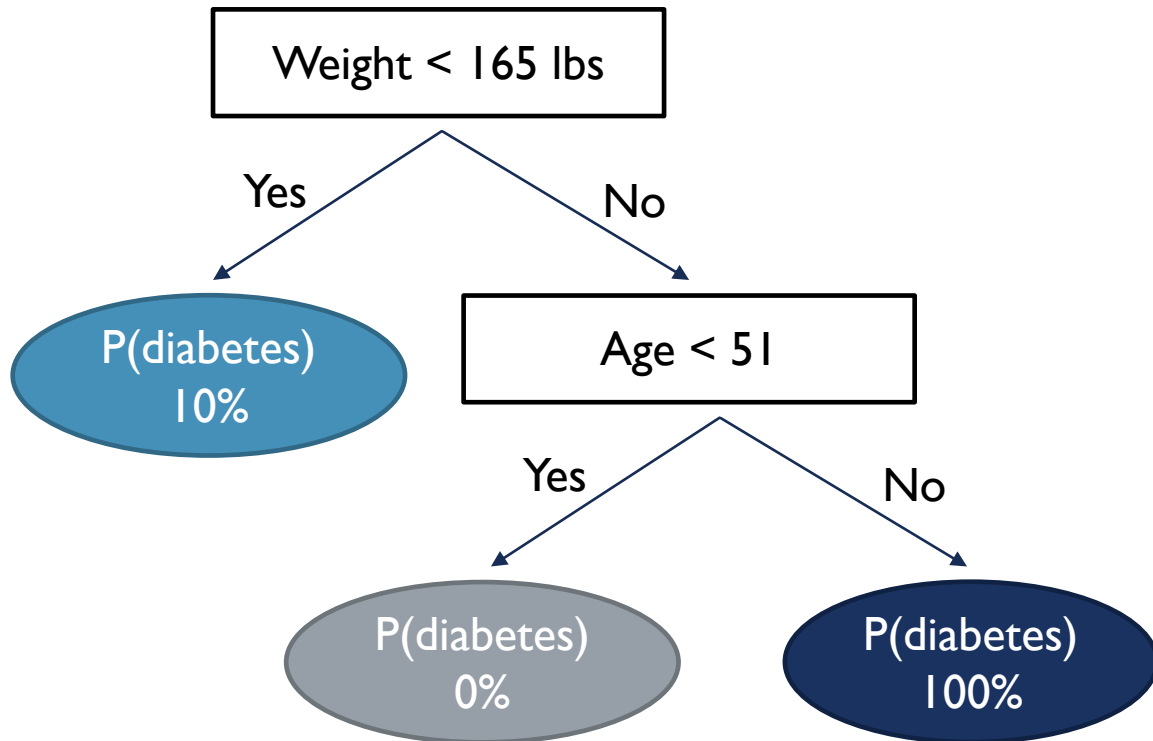 Weight < 165 lbs
Yes
No
P(diabetes)
10%
Age < 51
Yes
No
P(diabetes)
0%
P(diabetes)
100%